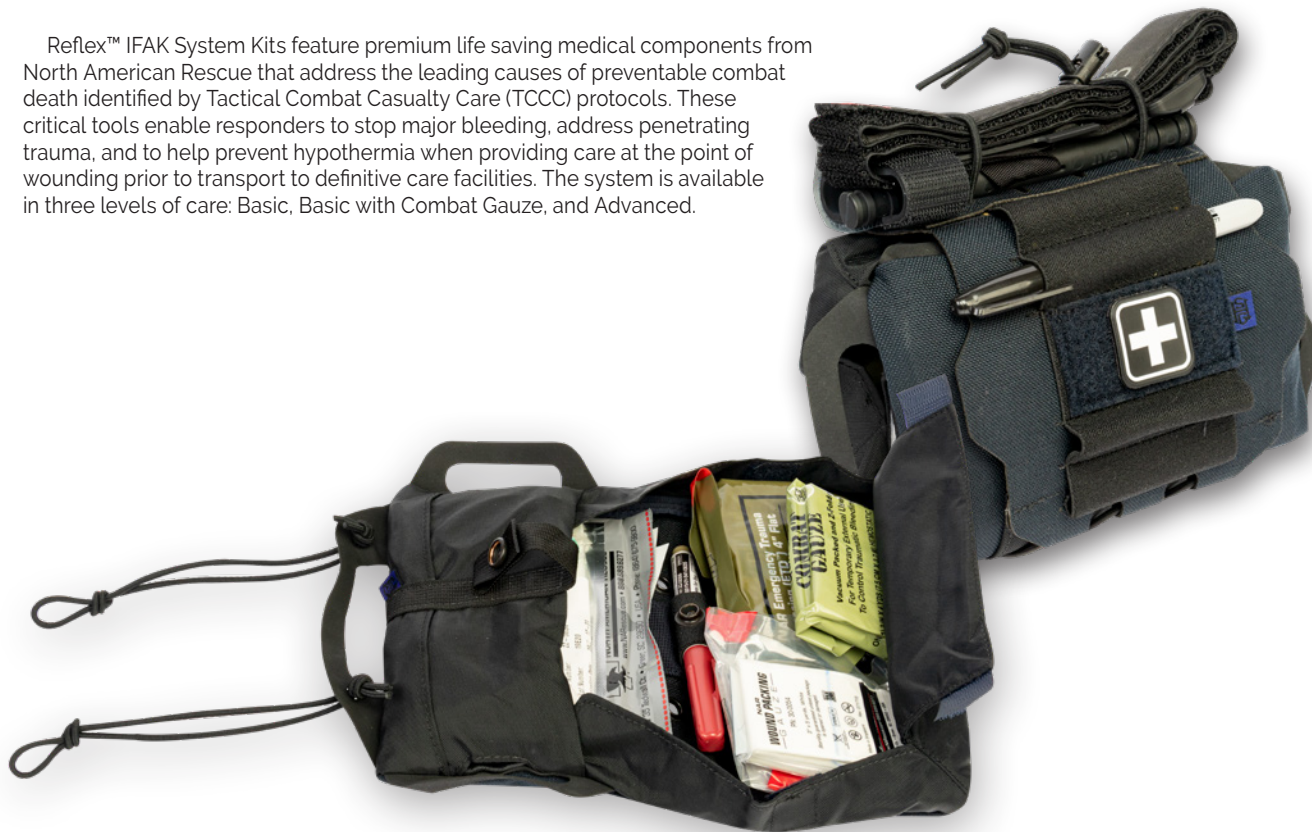 Reflex™ IFAK System Kits feature premium life saving medical components from
North American Rescue that address the leading causes of preventable combat
death identified by Tactical Combat Casualty Care (TCCC) protocols. These
critical tools enable responders to stop major bleeding, address penetrating
trauma, and to help prevent hypothermia when providing care at the point of
wounding prior to transport to definitive care facilities. The system is available
in three levels of care: Basic, Basic with Combat Gauze, and Advanced.
Emergency Trauma
4" Flat
COMBAT
GAUZE
Vacuum Packed and Z-Folded
For Temporary External Use
To Control Traumatic Bleeding
NAR
WOUND PACKING
GAUZE